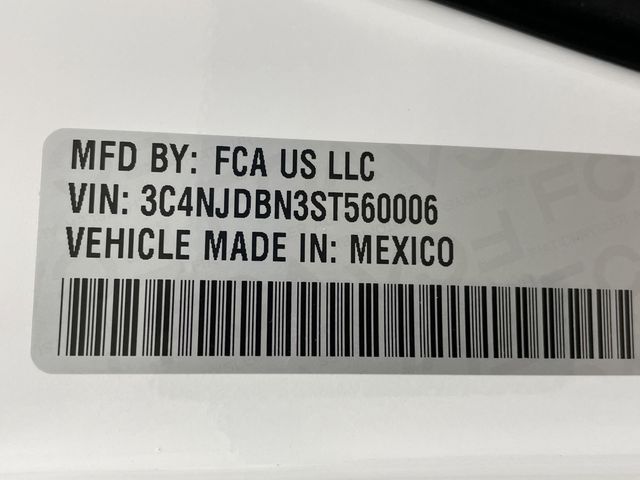 MFD BY: FCA US LLC
VIN: 3C4NJDBN3ST560006
VEHICLE MADE IN: MEXICO